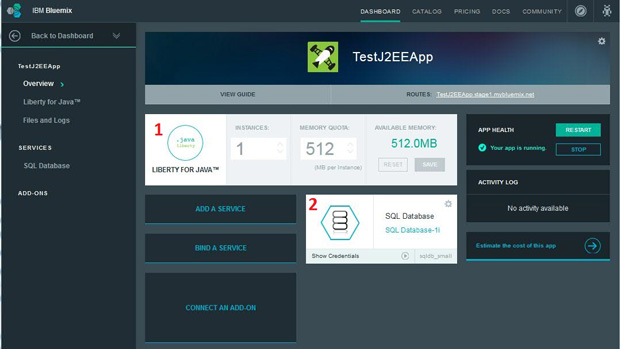 IBM Bluemix
DASHBOARD CATALOG PRICING DOCS COMMUNITY
Back to Dashboard
TestJ2EEApp
Overview
Liberty for Java™
Files and Logs
SERVICES
SQL Database
ADD-ONS
TestJ2EEApp
VIEW GUIDE
ROUTES: TestJ2EEApp.stage1.mybluemix.net
1
java
liberty
LIBERTY FOR JAVA™
INSTANCES:
1
MEMORY QUOTA:
512
(MB per Instance)
AVAILABLE MEMORY:
512.0MB
RESET
SAVE
APP HEALTH
RESTART
Your app is running.
STOP
ACTIVITY LOG
No activity available
Estimate the cost of this app
ADD A SERVICE
BIND A SERVICE
CONNECT AN ADD-ON
2
SQL Database
SQL Database-1i
Show Credentials
sqldb_small